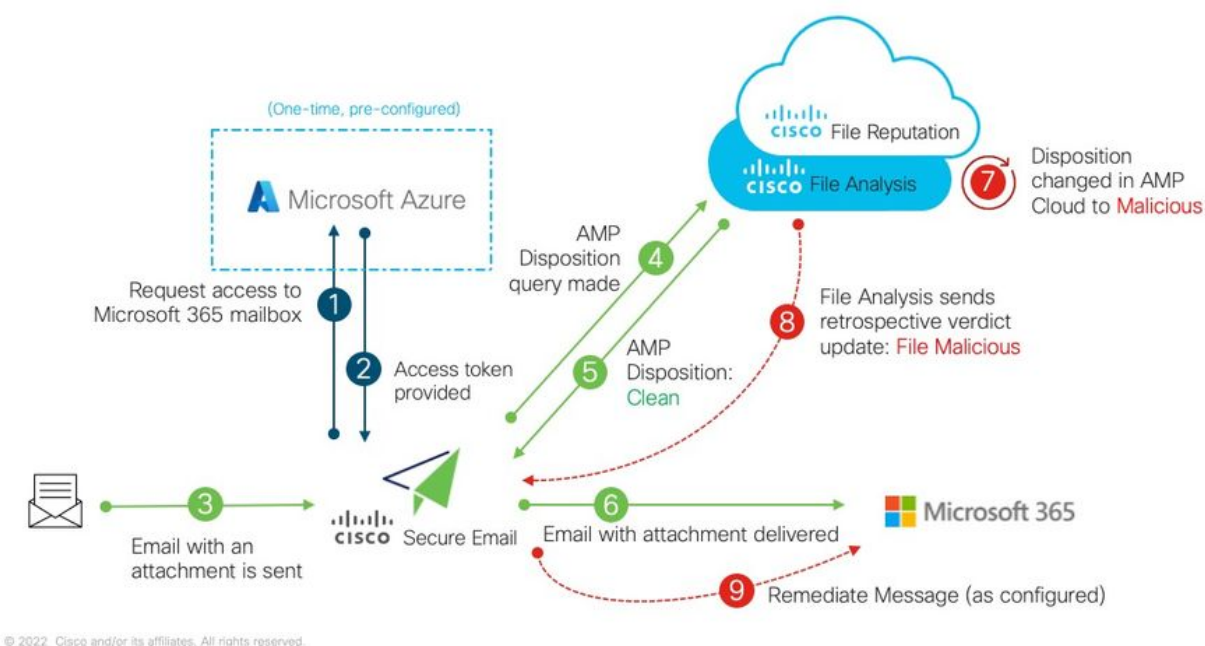 (One-time, pre-configured)
Microsoft Azure
CISCO File Reputation
CISCO File Analysis
7
Disposition
changed in AMP
Cloud to Malicious
Request access to
Microsoft 365 mailbox
1
2
Access token
provided
AMP
Disposition
query made
4
5
AMP
Disposition:
Clean
8
File Analysis sends
retrospective verdict
update: File Malicious
3
Email with an
attachment is sent
CISCO Secure Email
6
Email with attachment delivered
Microsoft 365
9
Remediate Message (as configured)
© 2022 Cisco and/or its affiliates. All rights reserved.